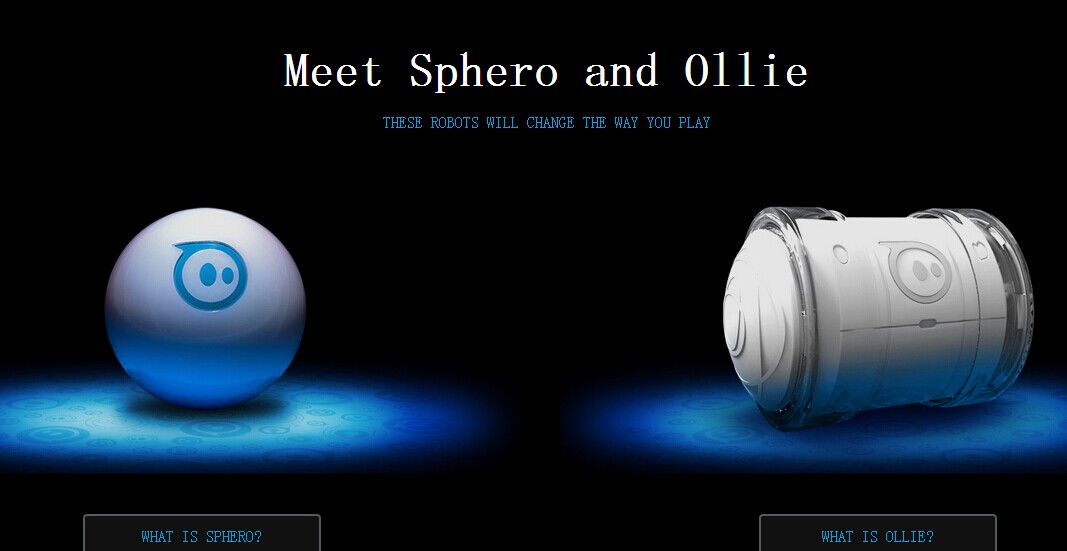 Meet Sphero and Ollie
THESE ROBOTS WILL CHANGE THE WAY YOU PLAY
WHAT IS SPHERO?
WHAT IS OLLIE?